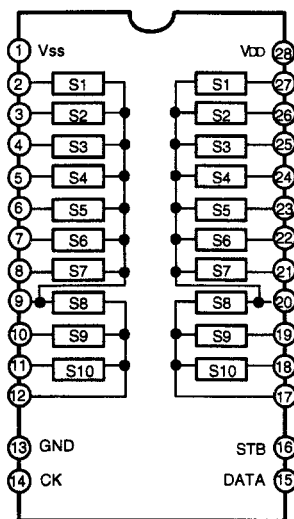 1 Vss VDD 28
2 S1 S1 27
3 S2 S2 26
4 S3 S3 25
5 S4 S4 24
6 S5 S5 23
7 S6 S6 22
8 S7 S7 21
9 S8 S8 20
10 S9 S9 19
11 S10 S10 18
12 17
13 GND STB 16
14 CK DATA 15